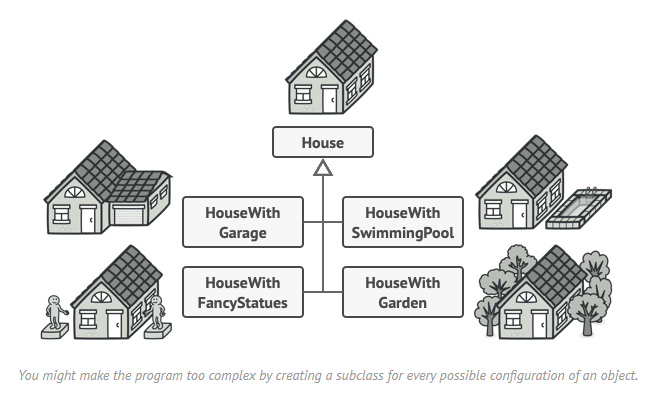 House
HouseWith
Garage
HouseWith
SwimmingPool
HouseWith
FancyStatues
HouseWith
Garden
You might make the program too complex by creating a subclass for every possible configuration of an object.